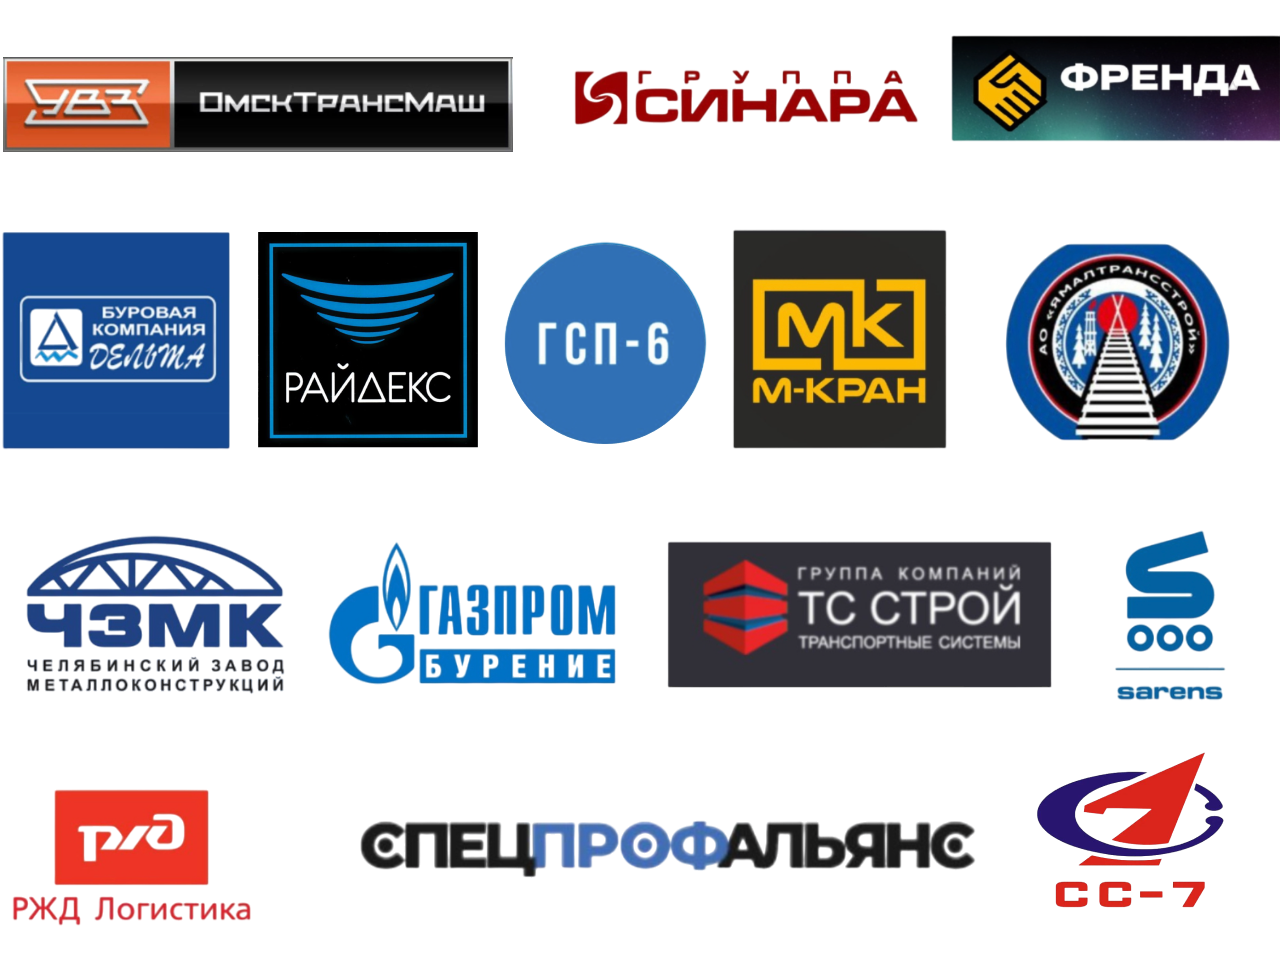 УВЗ
ОмскТрансМаш
ГРУППА
СИНАРА
ФРЕНДА
БУРОВАЯ
КОМПАНИЯ
ДЕЛЬТА
РАЙДЕКС
ГСП-6
МК
М-КРАН
АО «ЯМАЛТРАНССТРОЙ»
ЧЗМК
ЧЕЛЯБИНСКИЙ ЗАВОД
МЕТАЛЛОКОНСТРУКЦИЙ
ГАЗПРОМ
БУРЕНИЕ
ГРУППА КОМПАНИЙ
ТС СТРОЙ
ТРАНСПОРТНЫЕ СИСТЕМЫ
sarens
ржд
РЖД Логистика
СПЕЦПРОФАЛЬЯНС
СС-7